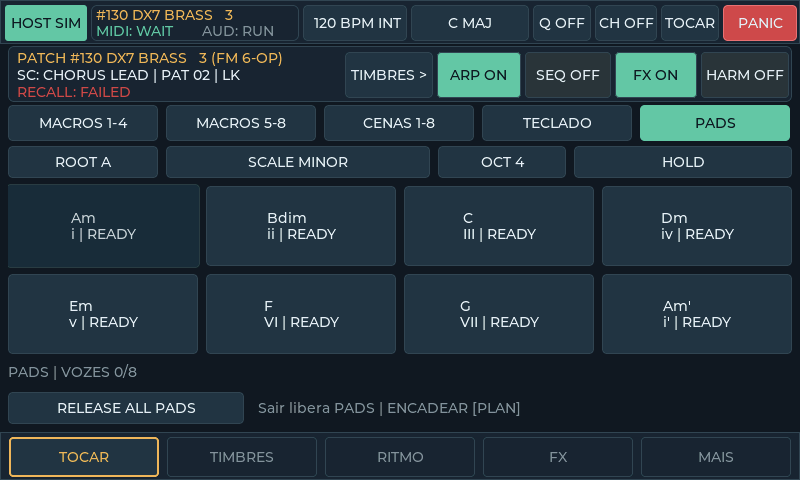 HOST SIM
#130 DX7 BRASS   3
MIDI: WAIT   AUD: RUN
120 BPM INT
C MAJ
Q OFF
CH OFF
TOCAR
PANIC
PATCH #130 DX7 BRASS   3 (FM 6-OP)
SC: CHORUS LEAD | PAT 02 | LK
RECALL: FAILED
TIMBRES >
ARP ON
SEQ OFF
FX ON
HARM OFF
MACROS 1-4
MACROS 5-8
CENAS 1-8
TECLADO
PADS
ROOT A
SCALE MINOR
OCT 4
HOLD
Am
i | READY
Bdim
ii | READY
C
III | READY
Dm
iv | READY
Em
v | READY
F
VI | READY
G
VII | READY
Am'
i' | READY
PADS | VOZES 0/8
RELEASE ALL PADS
Sair libera PADS | ENCADEAR [PLAN]
TOCAR
TIMBRES
RITMO
FX
MAIS